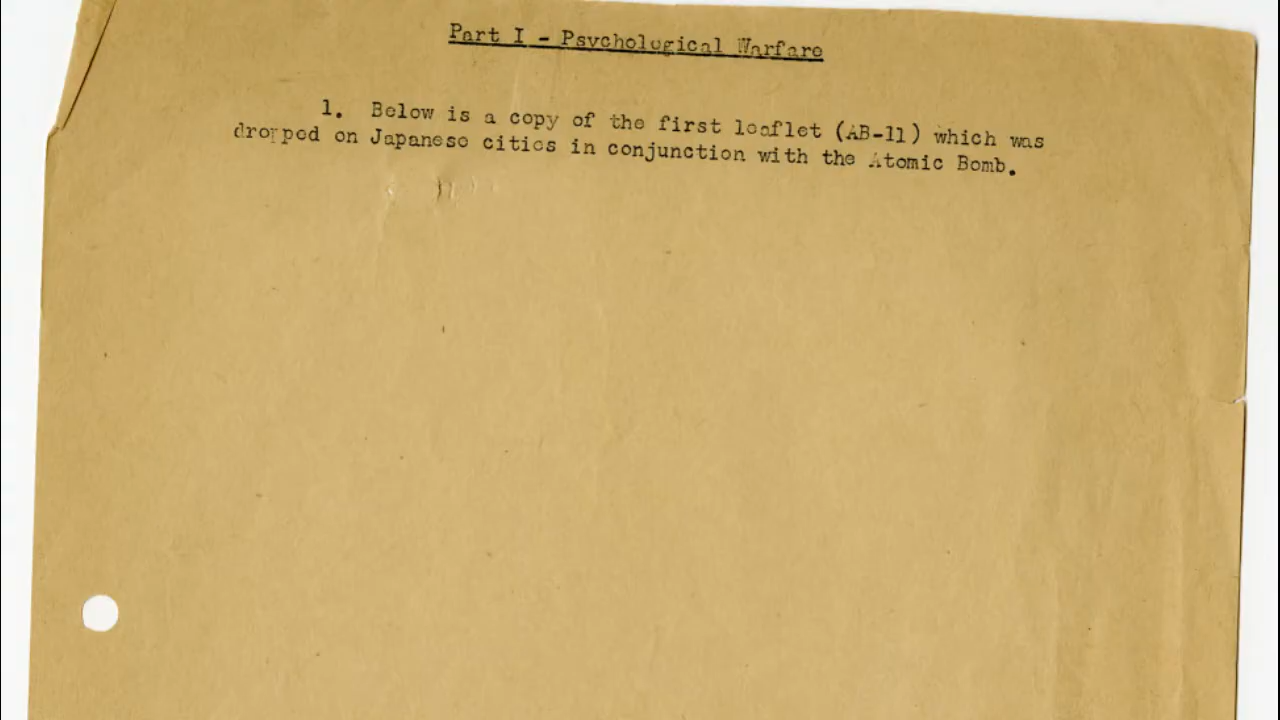 Part I - Psychological Warfare
1. Below is a copy of the first leaflet (AB-11) which was
dropped on Japanese cities in conjunction with the Atomic Bomb.